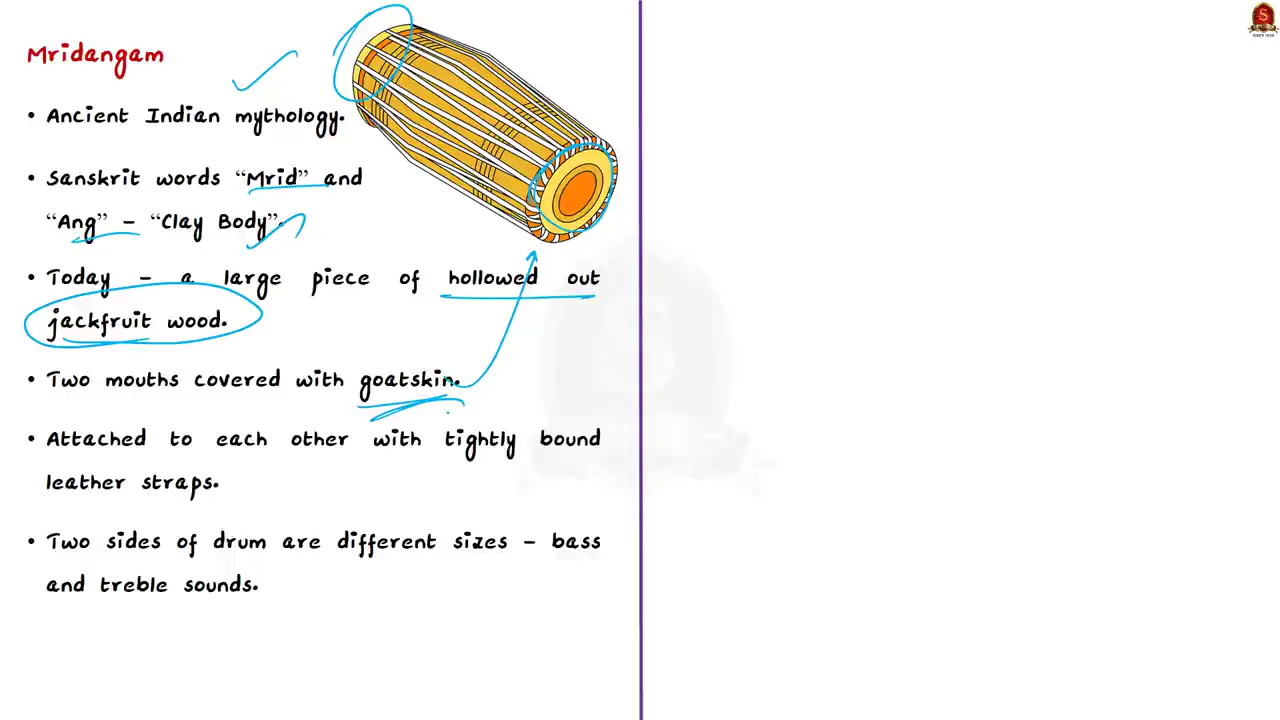 Mridangam
• Ancient Indian mythology.
• Sanskrit words “Mrid” and
“Ang” – “Clay Body”.
• Today – a large piece of hollowed out
jackfruit wood.
• Two mouths covered with goatskin.
• Attached to each other with tightly bound
leather straps.
• Two sides of drum are different sizes – bass
and treble sounds.